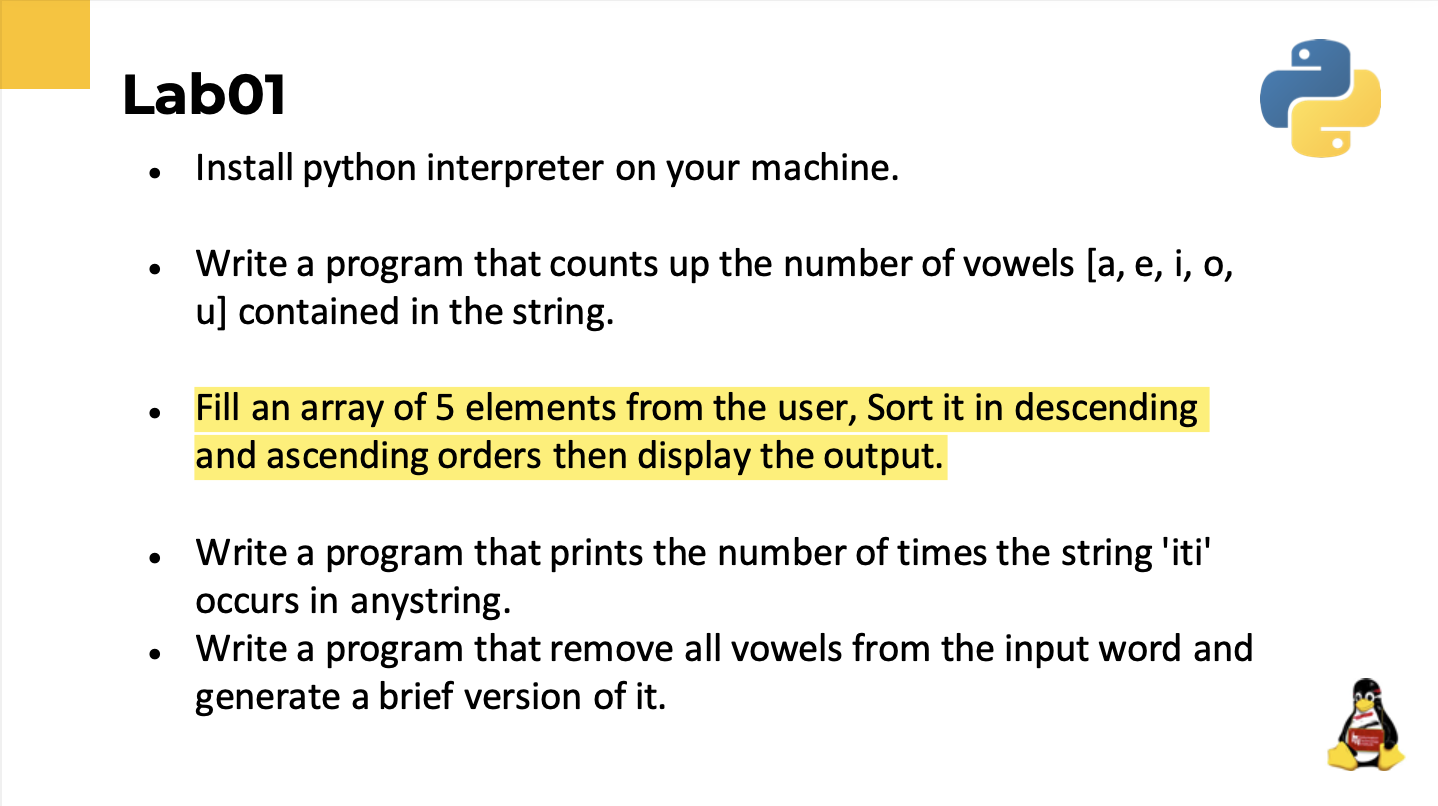 Lab01
● Install python interpreter on your machine.
● Write a program that counts up the number of vowels [a, e, i, o,
u] contained in the string.
● Fill an array of 5 elements from the user, Sort it in descending
and ascending orders then display the output.
● Write a program that prints the number of times the string 'iti'
occurs in anystring.
● Write a program that remove all vowels from the input word and
generate a brief version of it.